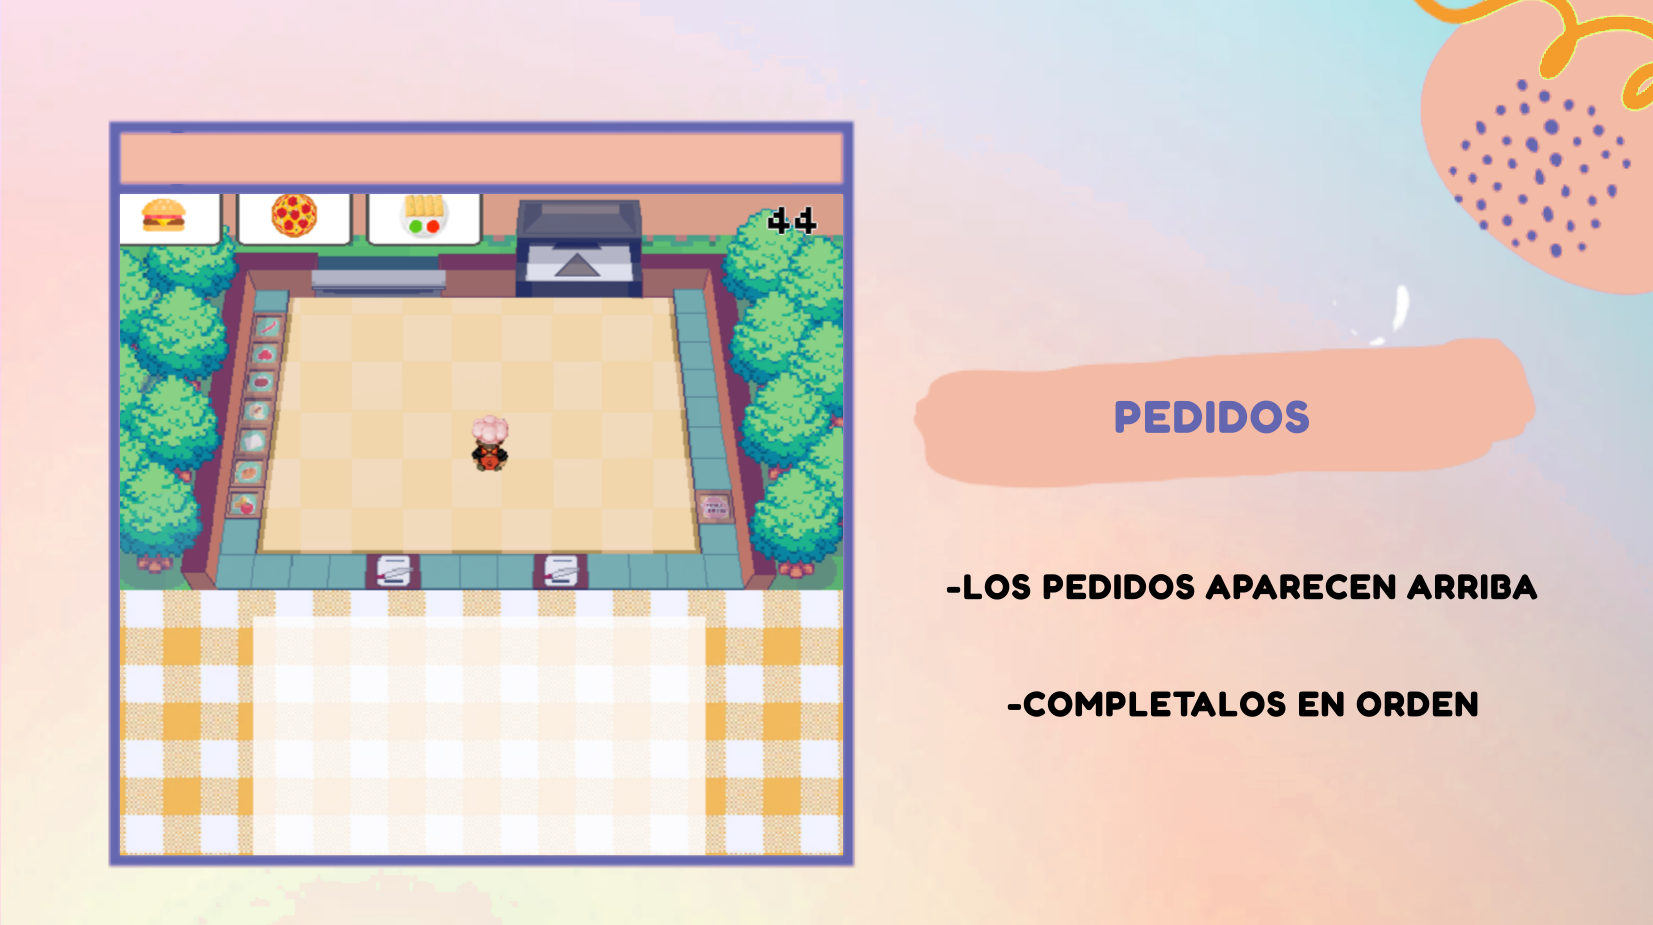 44
PEDIDOS
-LOS PEDIDOS APARECEN ARRIBA
-COMPLETALOS EN ORDEN